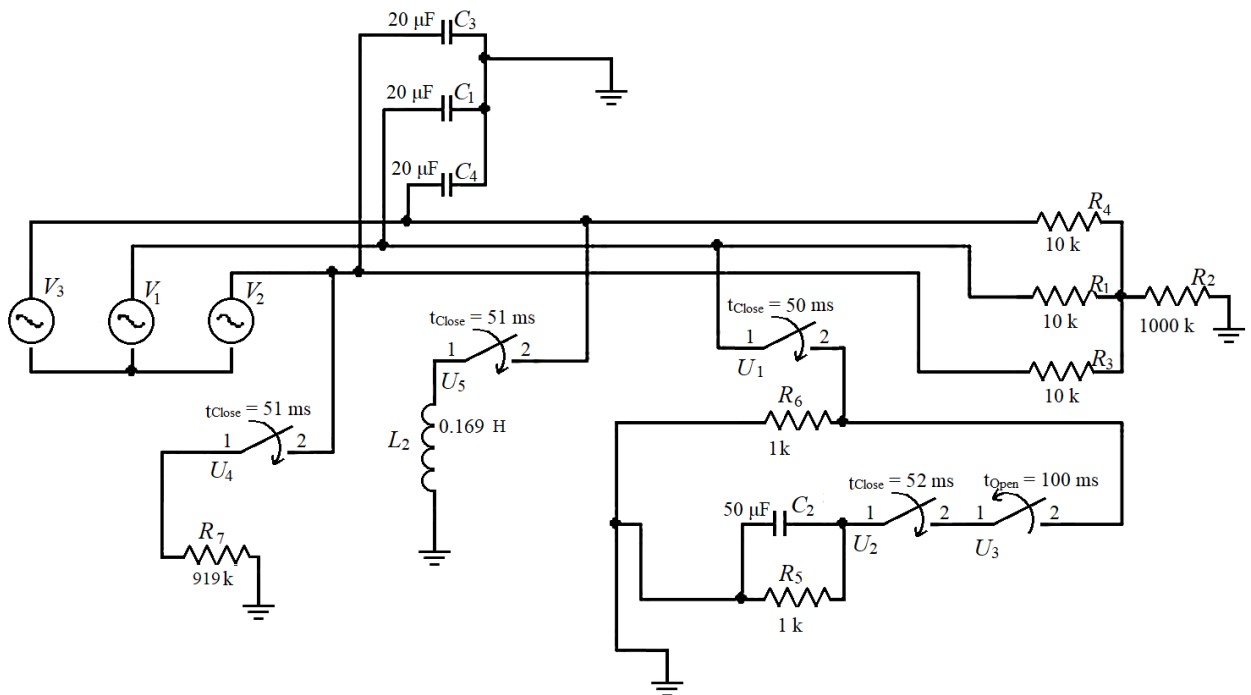 20 µF C3
20 µF C1
20 µF C4
R4
10 k
V3
V1
V2
R1
10 k
R2
1000 k
R3
10 k
tClose = 50 ms
1 2
U1
tClose = 51 ms
1 2
U5
L2 0.169 H
tClose = 51 ms
1 2
U4
R7
919 k
R6
1k
tClose = 52 ms
1 2
U2
tOpen = 100 ms
1 2
U3
50 µF C2
R5
1 k